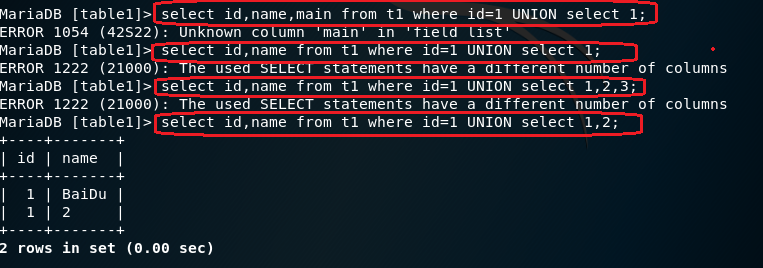 MariaDB [table1]> select id,name,main from t1 where id=1 UNION select 1;
ERROR 1054 (42S22): Unknown column 'main' in 'field list'
MariaDB [table1]> select id,name from t1 where id=1 UNION select 1;
ERROR 1222 (21000): The used SELECT statements have a different number of columns
MariaDB [table1]> select id,name from t1 where id=1 UNION select 1,2,3;
ERROR 1222 (21000): The used SELECT statements have a different number of columns
MariaDB [table1]> select id,name from t1 where id=1 UNION select 1,2;
+----+-------+
| id | name  |
+----+-------+
|  1 | BaiDu |
|  1 | 2     |
+----+-------+
2 rows in set (0.00 sec)